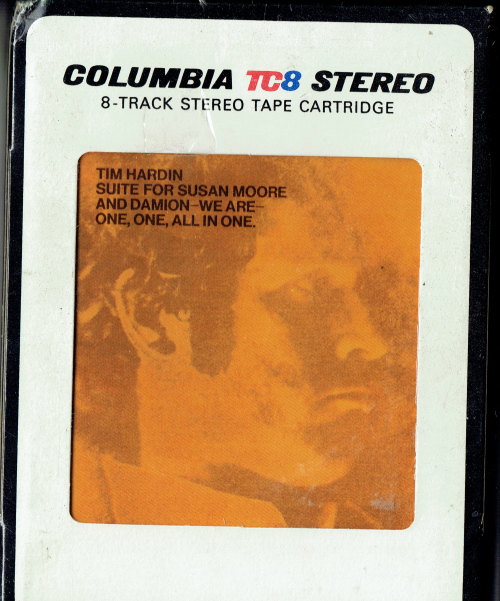 COLUMBIA TC8 STEREO
8-TRACK STEREO TAPE CARTRIDGE
TIM HARDIN
SUITE FOR SUSAN MOORE
AND DAMION—WE ARE—
ONE, ONE, ALL IN ONE.